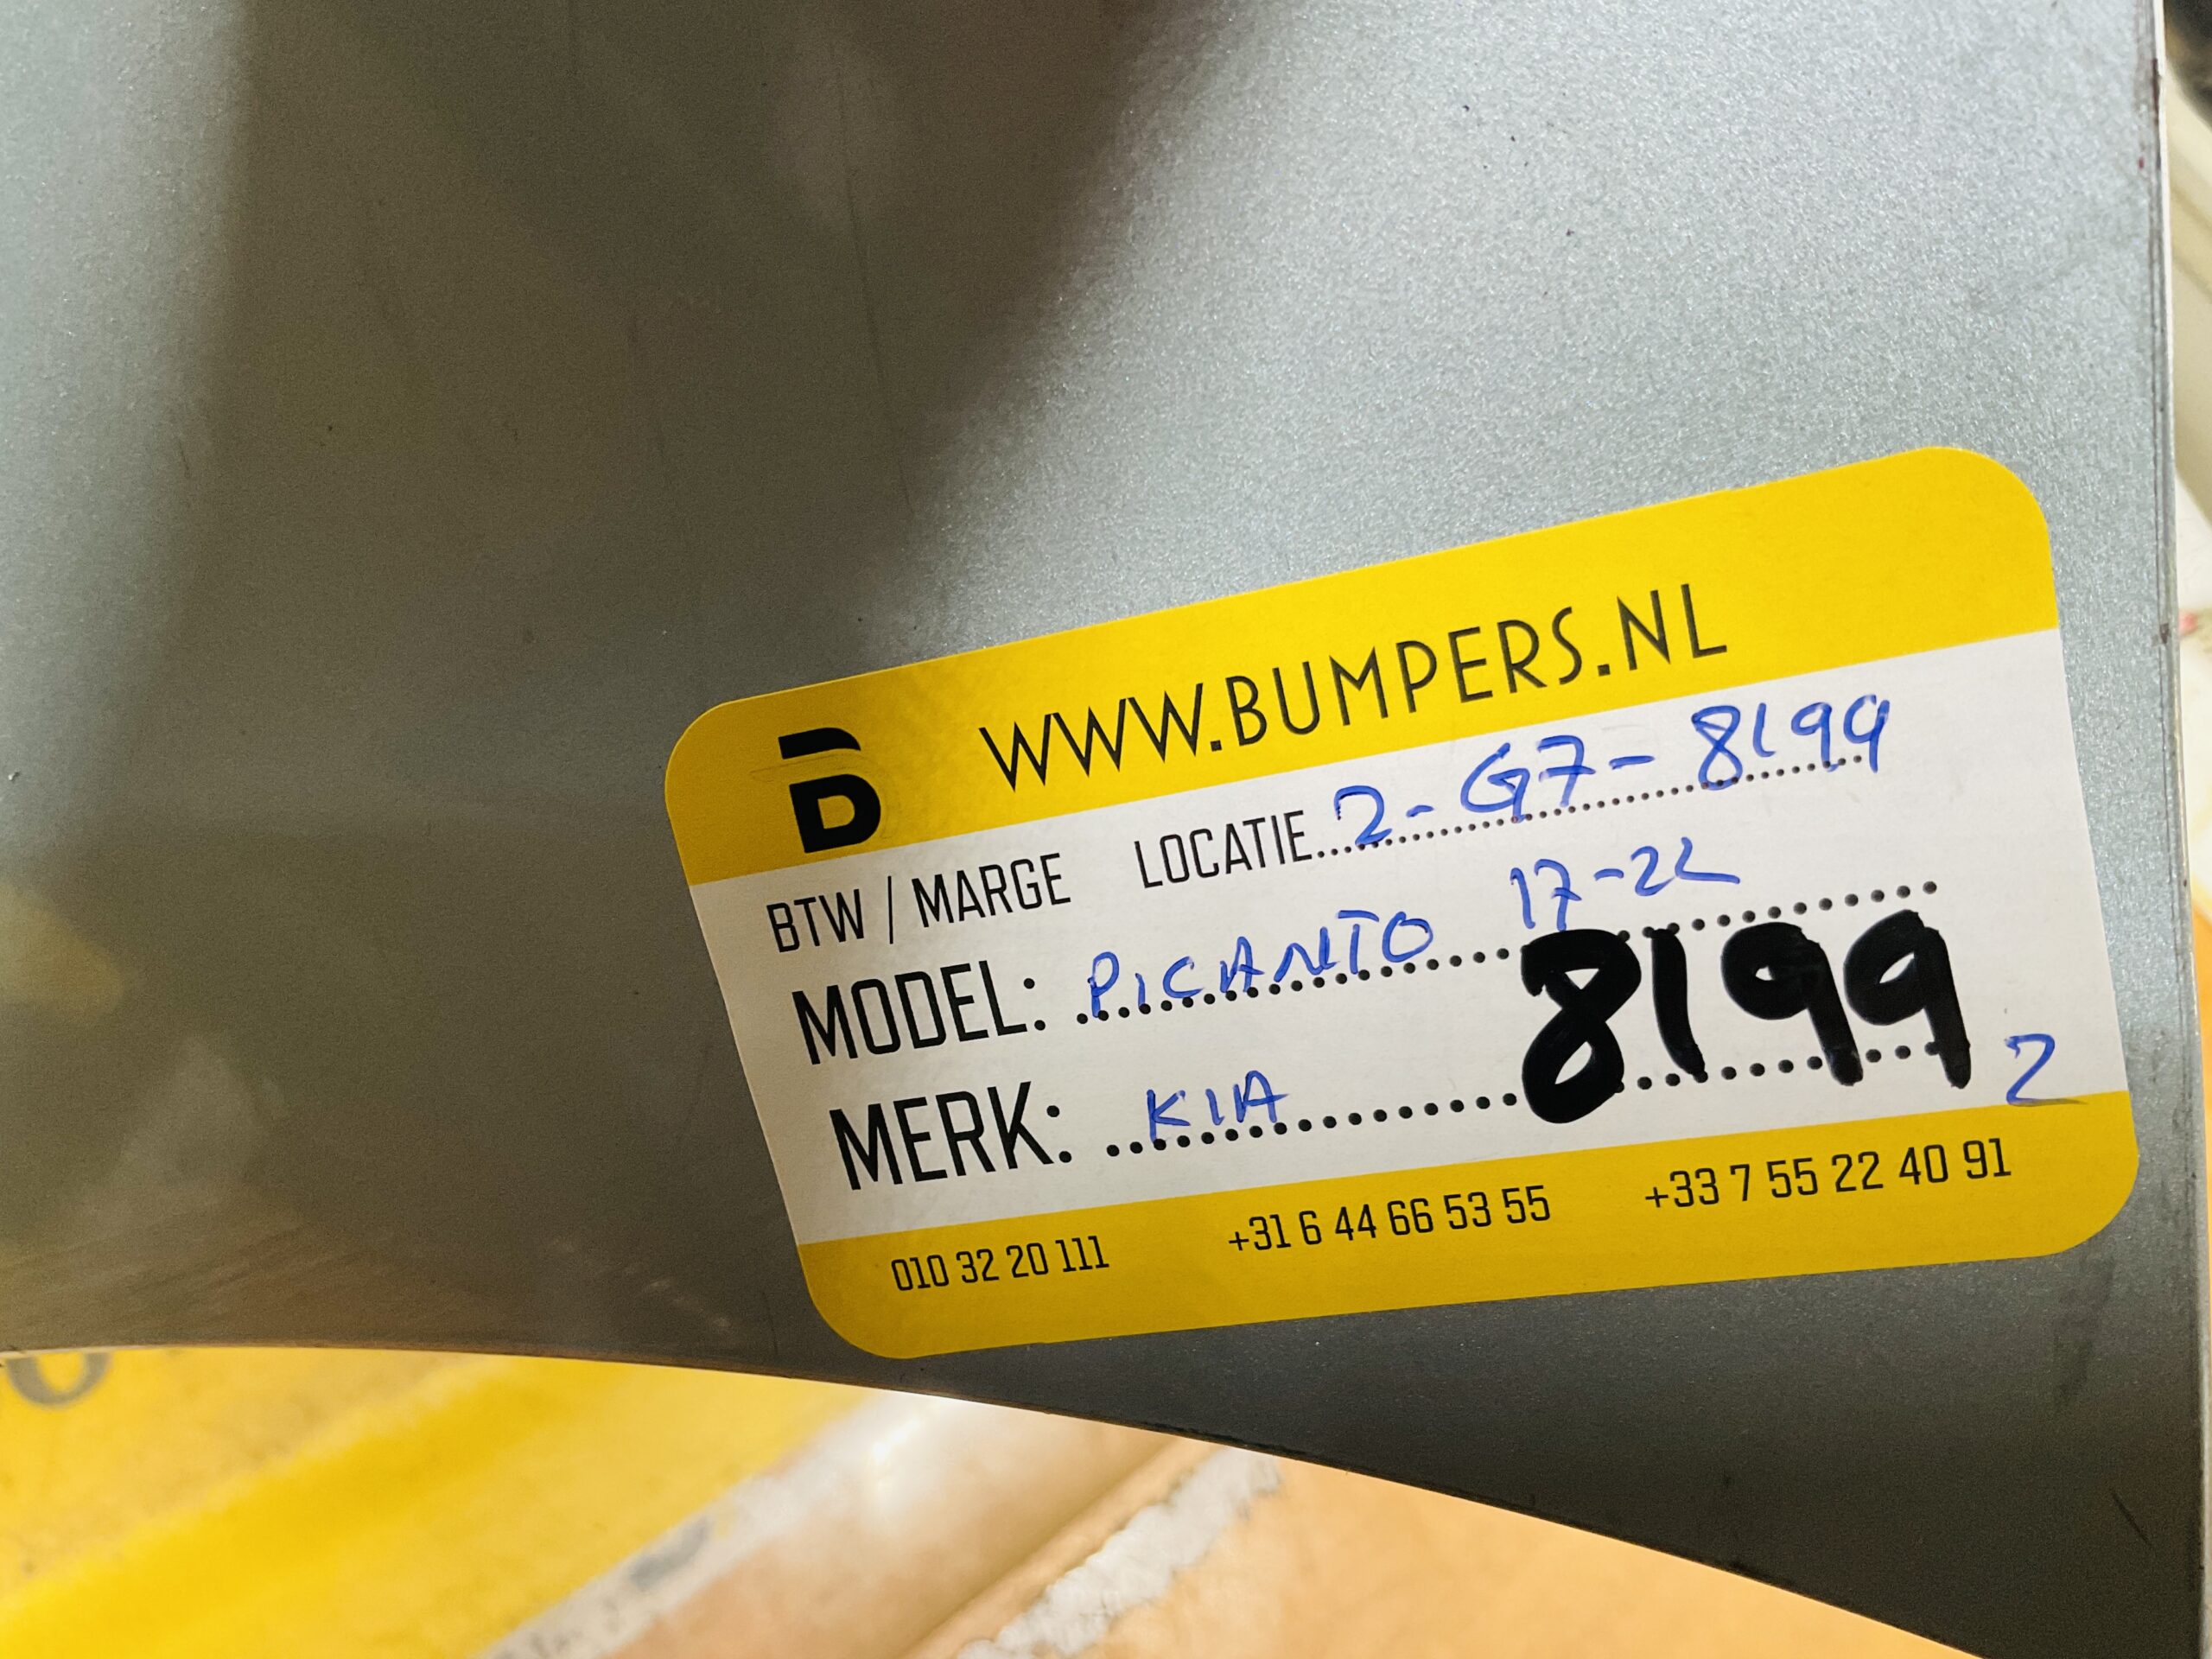 B WWW.BUMPERS.NL
BTW / MARGE LOCATIE...2-G7-8199
MODEL: PICANTO 17-22
8199
MERK: KIA 2
010 32 20 111 +31 6 44 66 53 55 +33 7 55 22 40 91